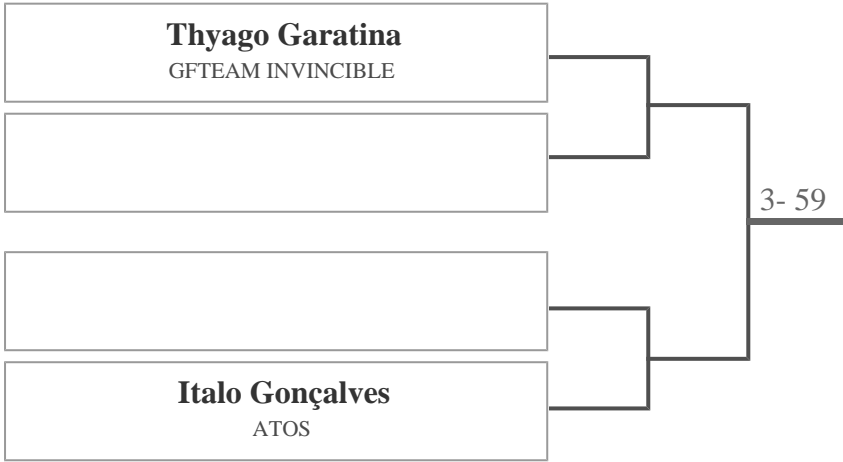 Thyago Garatina
GFTEAM INVINCIBLE
3- 59
Italo Gonçalves
ATOS